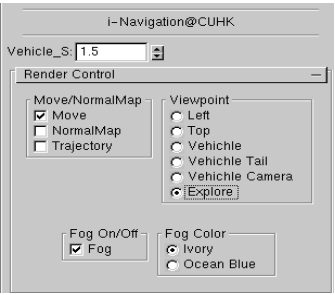 i-Navigation@CUHK
Vehicle_S: 1.5
Render Control
Move/NormalMap
Move
NormalMap
Trajectory
Viewpoint
Left
Top
Vehichle
Vehichle Tail
Vehichle Camera
Explore
Fog On/Off
Fog
Fog Color
Ivory
Ocean Blue